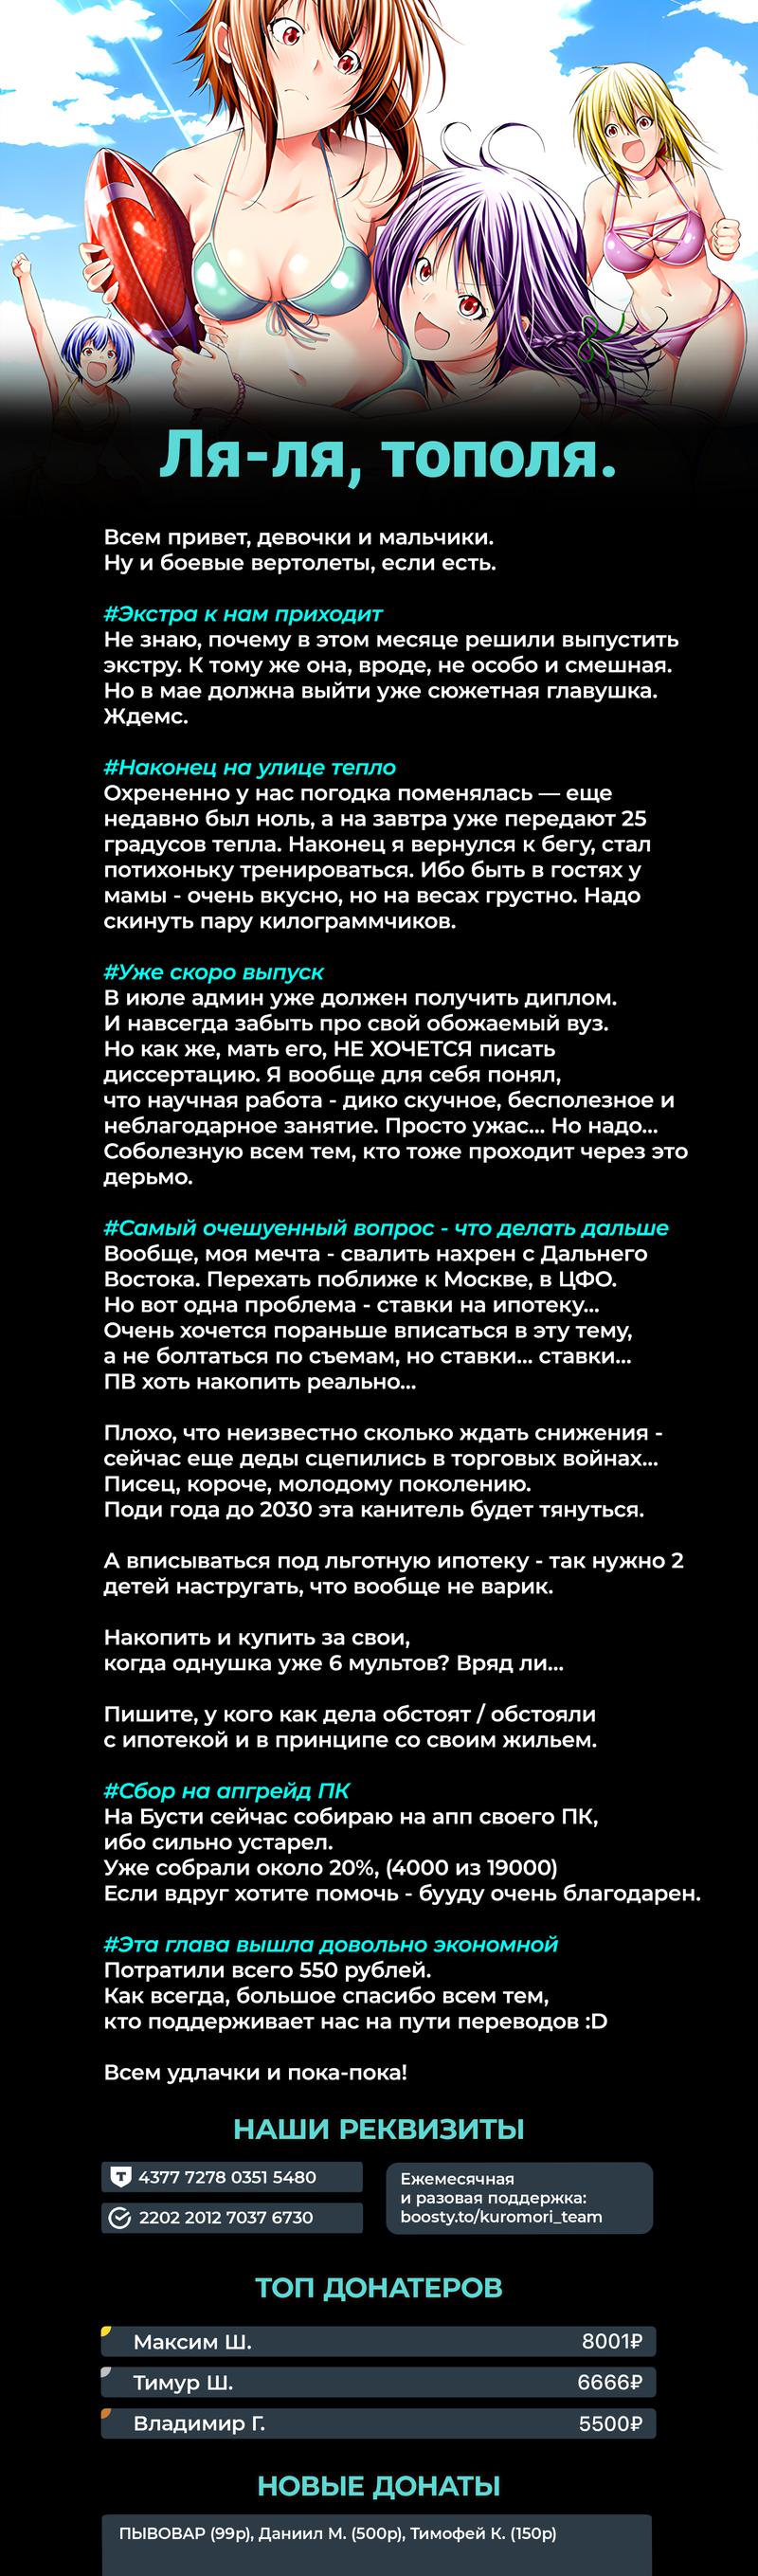 Ля-ля, тополя.
Всем привет, девочки и мальчики.
Ну и боевые вертолеты, если есть.
#Экстра к нам приходит
Не знаю, почему в этом месяце решили выпустить
экстру. К тому же она, вроде, не особо и смешная.
Но в мае должна выйти уже сюжетная главушка.
Ждемс.
#Наконец на улице тепло
Охрененно у нас погодка поменялась — еще
недавно был ноль, а на завтра уже передают 25
градусов тепла. Наконец я вернулся к бегу, стал
потихоньку тренироваться. Ибо быть в гостях у
мамы - очень вкусно, но на весах грустно. Надо
скинуть пару килограммчиков.
#Уже скоро выпуск
В июле админ уже должен получить диплом.
И навсегда забыть про свой обожаемый вуз.
Но как же, мать его, НЕ ХОЧЕТСЯ писать
диссертацию. Я вообще для себя понял,
что научная работа - дико скучное, бесполезное и
неблагодарное занятие. Просто ужас... Но надо...
Соболезную всем тем, кто тоже проходит через это
дерьмо.
#Самый очешуенный вопрос - что делать дальше
Вообще, моя мечта - свалить нахрен с Дальнего
Востока. Перехать поближе к Москве, в ЦФО.
Но вот одна проблема - ставки на ипотеку...
Очень хочется пораньше вписаться в эту тему,
а не болтаться по съемам, но ставки... ставки...
ПВ хоть накопить реально...
Плохо, что неизвестно сколько ждать снижения -
сейчас еще деды сцепились в торговых войнах...
Писец, короче, молодому поколению.
Поди года до 2030 эта канитель будет тянуться.
А вписываться под льготную ипотеку - так нужно 2
детей настругать, что вообще не варик.
Накопить и купить за свои,
когда однушка уже 6 мультов? Вряд ли...
Пишите, у кого как дела обстоят / обстояли
с ипотекой и в принципе со своим жильем.
#Сбор на апгрейд ПК
На Бусти сейчас собираю на апп своего ПК,
ибо сильно устарел.
Уже собрали около 20%, (4000 из 19000)
Если вдруг хотите помочь - бууду очень благодарен.
#Эта глава вышла довольно экономной
Потратили всего 550 рублей.
Как всегда, большое спасибо всем тем,
кто поддерживает нас на пути переводов :D
Всем удлачки и пока-пока!
НАШИ РЕКВИЗИТЫ
Т 4377 7278 0351 5480
2202 2012 7037 6730
Ежемесячная
и разовая поддержка:
boosty.to/kuromori_team
ТОП ДОНАТЕРОВ
Максим Ш. 8001₽
Тимур Ш. 6666₽
Владимир Г. 5500₽
НОВЫЕ ДОНАТЫ
ПЫВОВАР (99р), Даниил М. (500р), Тимофей К. (150р)